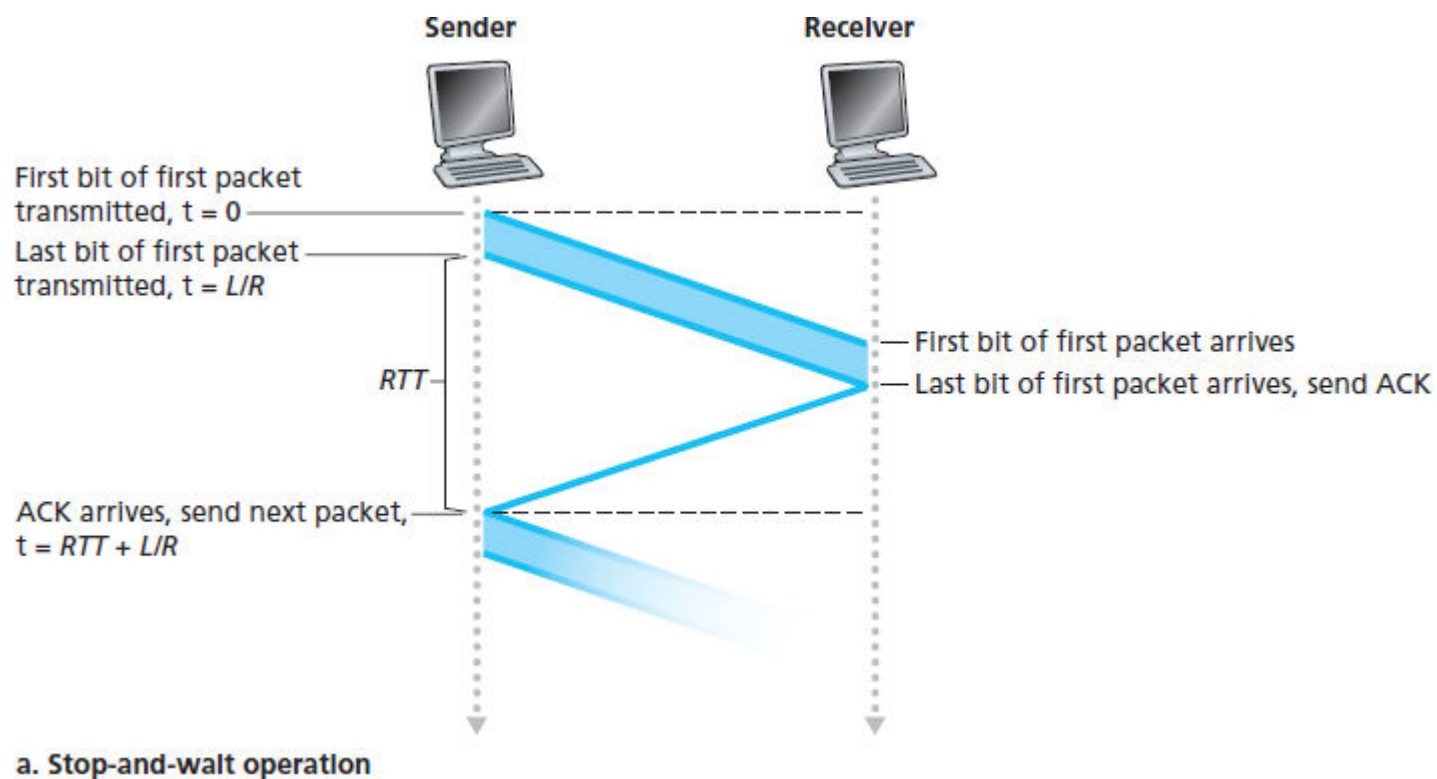 Sender
Receiver
First bit of first packet
transmitted, t = 0
Last bit of first packet
transmitted, t = L/R
First bit of first packet arrives
RTT
Last bit of first packet arrives, send ACK
ACK arrives, send next packet,
t = RTT + L/R
a. Stop-and-wait operation